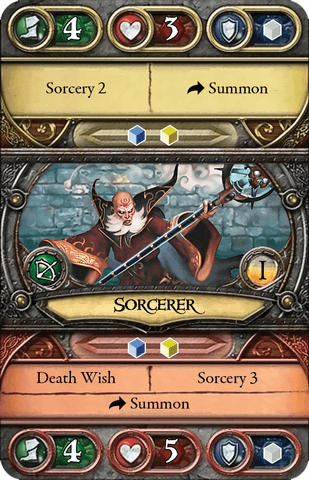 4 3
Sorcery 2 Summon
I
SORCERER
Death Wish Sorcery 3
Summon
4 5